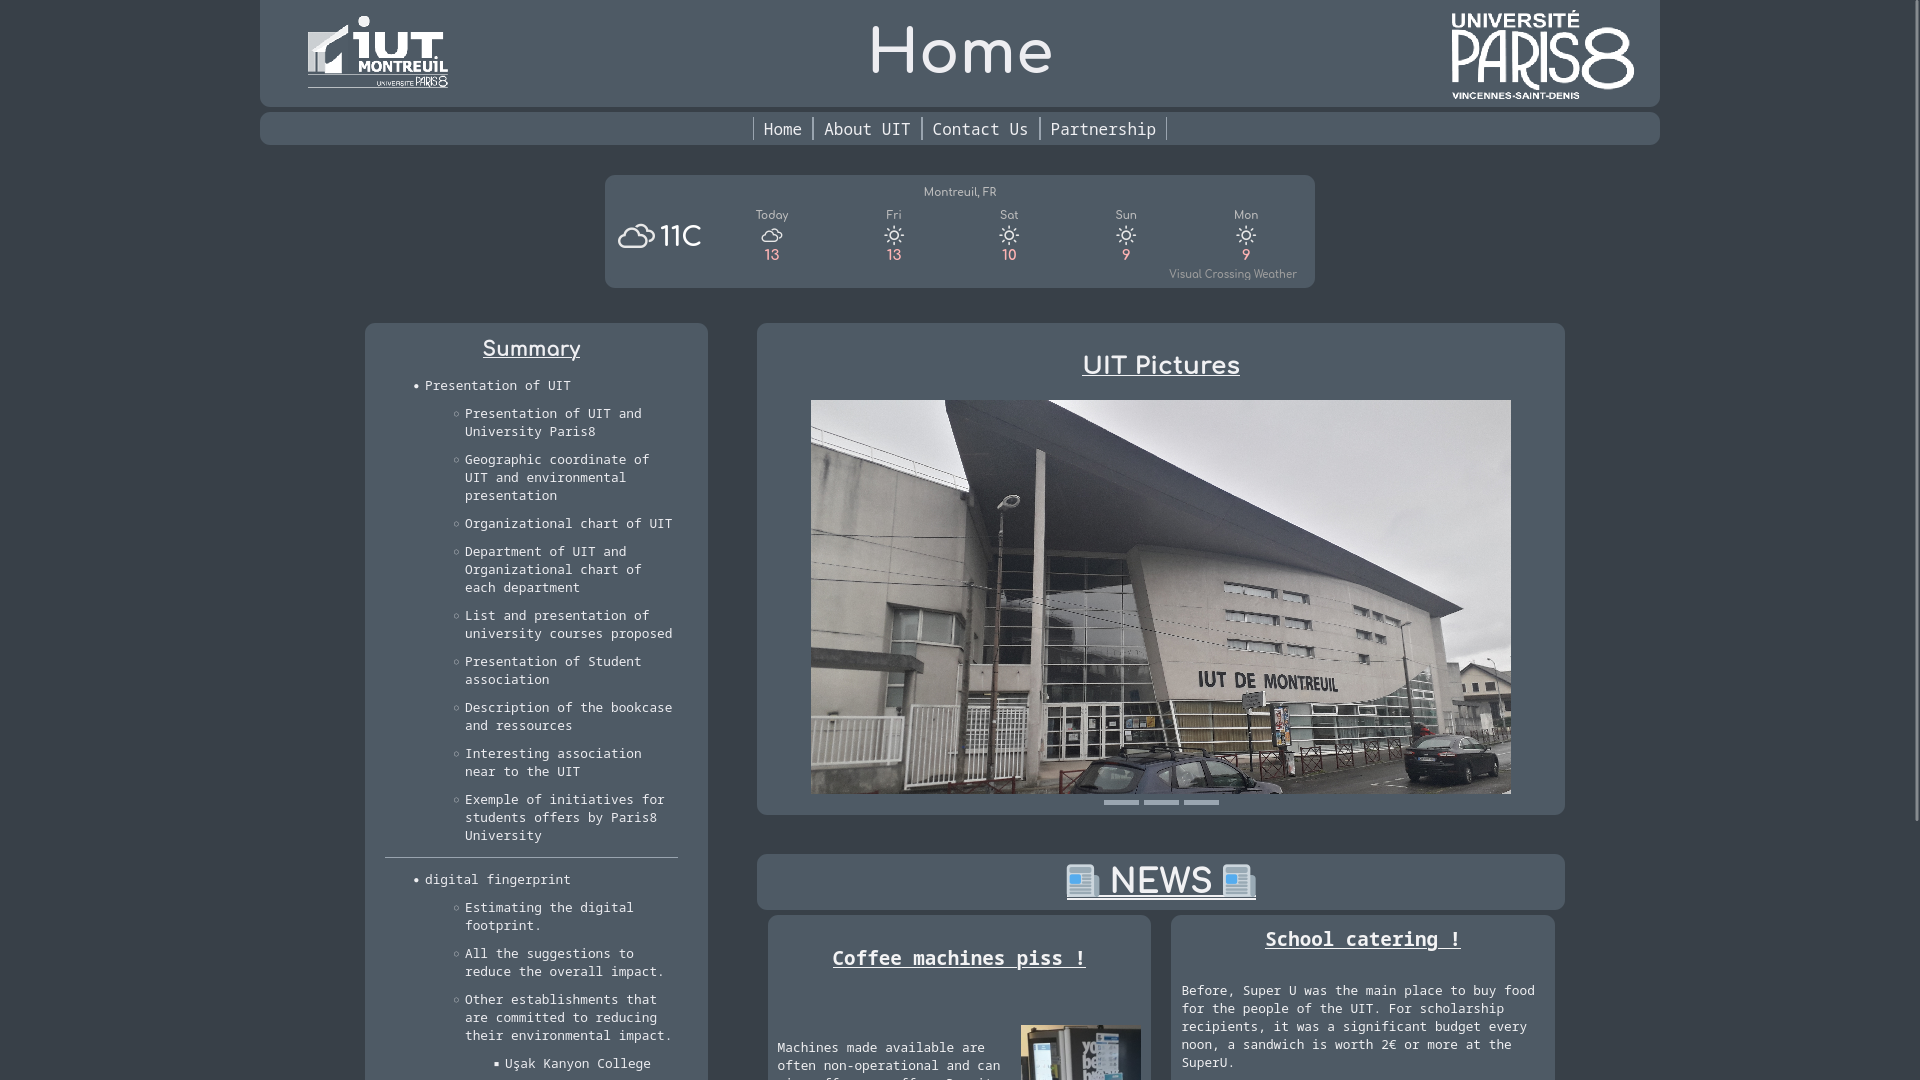 iUT
MONTREUIL
UNIVERSITÉ PARIS8
Home
UNIVERSITÉ
PARIS8
VINCENNES-SAINT-DENIS
Home
About UIT
Contact Us
Partnership
Montreuil, FR
11C
Today
Fri
Sat
Sun
Mon
13
13
10
9
9
Visual Crossing Weather
Summary
Presentation of UIT
Presentation of UIT and
University Paris8
Geographic coordinate of
UIT and environmental
presentation
Organizational chart of UIT
Department of UIT and
Organizational chart of
each department
List and presentation of
university courses proposed
Presentation of Student
association
Description of the bookcase
and ressources
Interesting association
near to the UIT
Exemple of initiatives for
students offers by Paris8
University
digital fingerprint
Estimating the digital
footprint.
All the suggestions to
reduce the overall impact.
Other establishments that
are committed to reducing
their environmental impact.
Uşak Kanyon College
UIT Pictures
IUT DE MONTREUIL
NEWS
Coffee machines piss !
Machines made available are
often non-operational and can
School catering !
Before, Super U was the main place to buy food
for the people of the UIT. For scholarship
recipients, it was a significant budget every
noon, a sandwich is worth 2€ or more at the
SuperU.